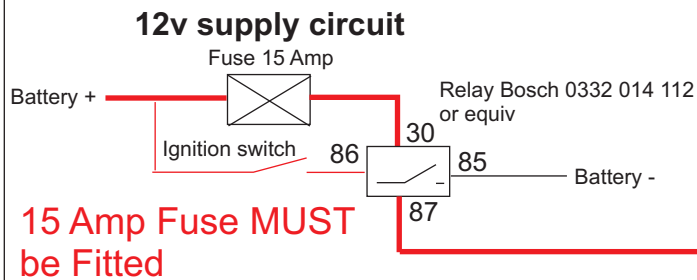 12v supply circuit
Fuse 15 Amp
Battery +
Relay Bosch 0332 014 112
or equiv
30
Ignition switch
86
85
Battery -
87
15 Amp Fuse MUST
be Fitted